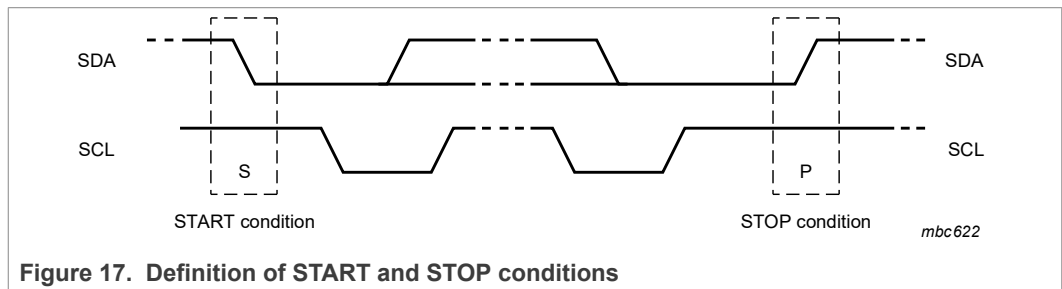 SDA
SDA
SCL
SCL
S
P
START condition
STOP condition
mbc622
Figure 17. Definition of START and STOP conditions